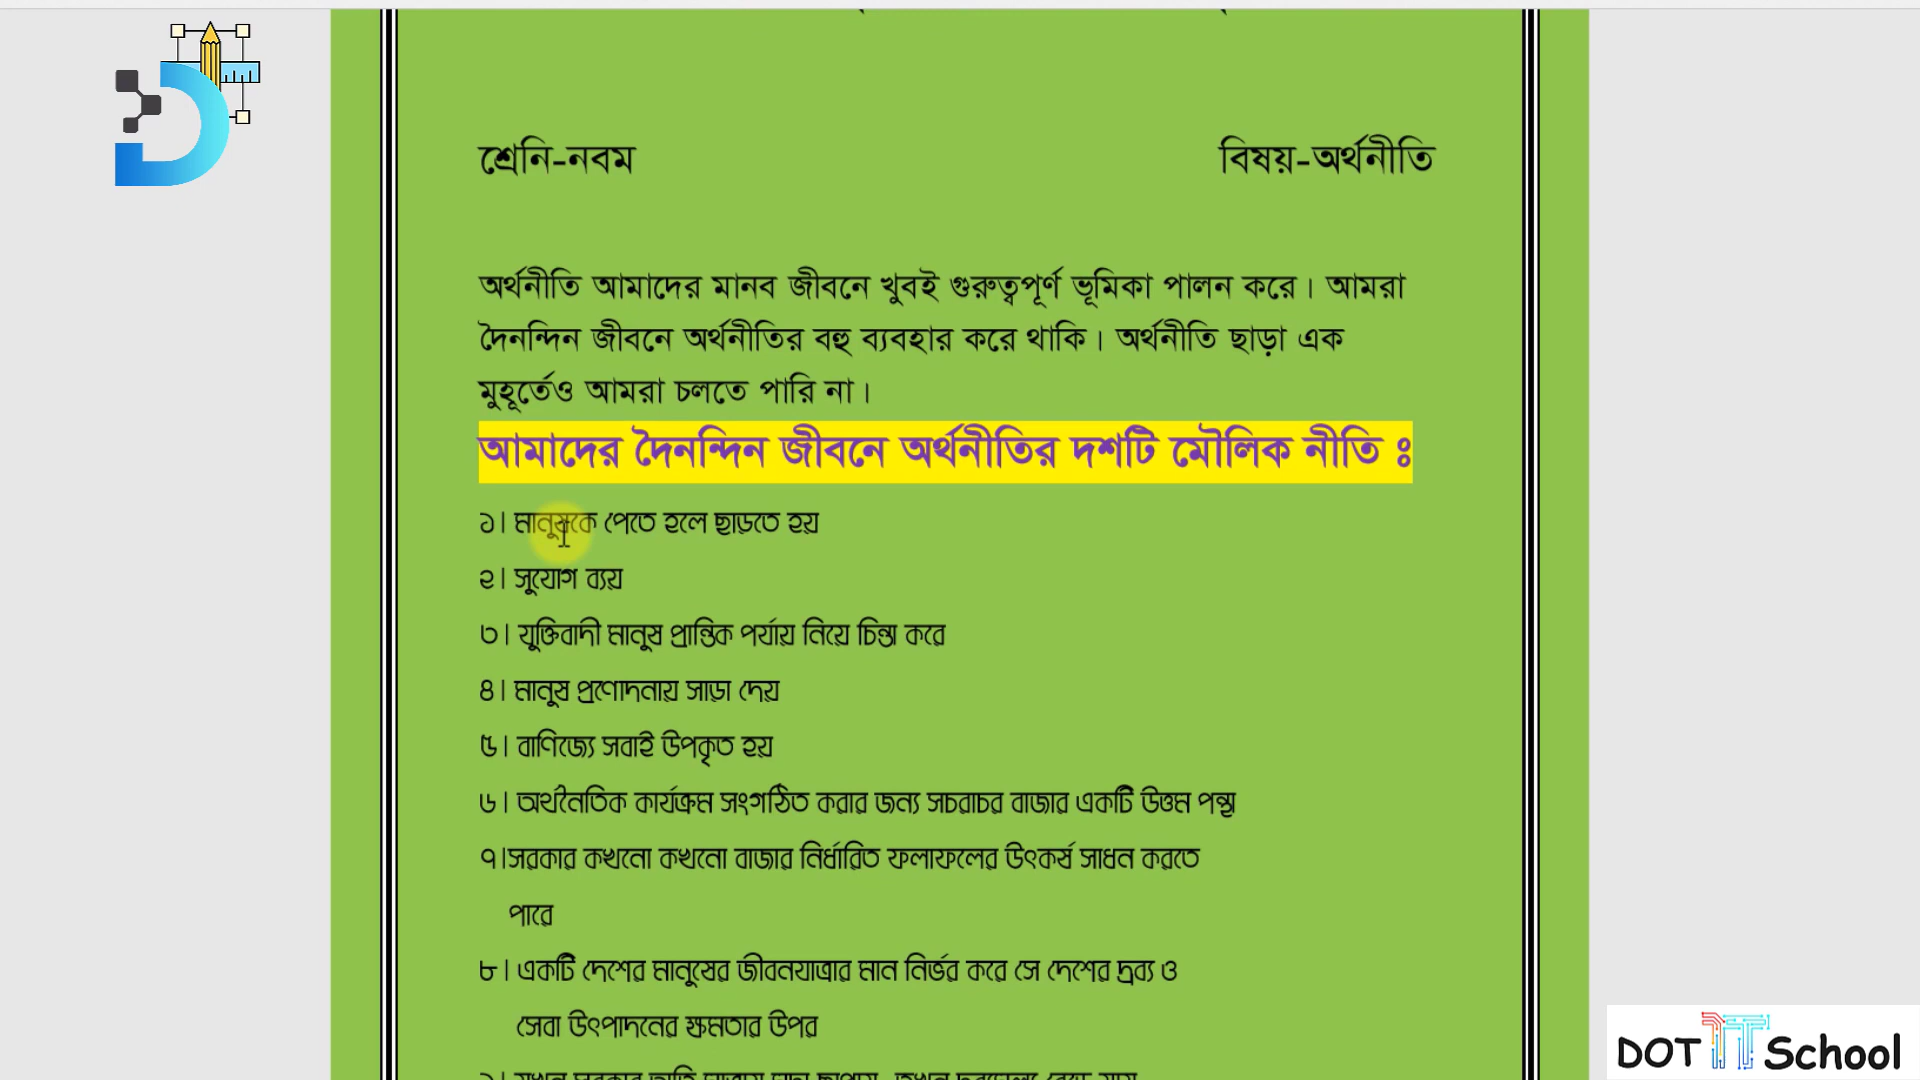 শ্রেনি-নবম বিষয়-অর্থনীতি
অর্থনীতি আমাদের মানব জীবনে খুবই গুরুত্বপূর্ণ ভূমিকা পালন করে। আমরা
দৈনন্দিন জীবনে অর্থনীতির বহু ব্যবহার করে থাকি। অর্থনীতি ছাড়া এক
মুহূর্তেও আমরা চলতে পারি না।
আমাদের দৈনন্দিন জীবনে অর্থনীতির দশটি মৌলিক নীতি ঃ
১। মানুষকে পেতে হলে ছাড়তে হয়
২। সুযোগ ব্যয়
৩। যুক্তিবাদী মানুষ প্রান্তিক পর্যায় নিয়ে চিন্তা করে
৪। মানুষ প্রণোদনায় সাড়া দেয়
৫। বাণিজ্যে সবাই উপকৃত হয়
৬। অর্থনৈতিক কার্যক্রম সংগঠিত করার জন্য সচরাচর বাজার একটি উত্তম পন্থা
৭।সরকার কখনো কখনো বাজার নির্ধারিত ফলাফলের উৎকর্ষ সাধন করতে
পারে
৮। একটি দেশের মানুষের জীবনযাত্রার মান নির্ভর করে সে দেশের দ্রব্য ও
সেবা উৎপাদনের ক্ষমতার উপর
DOT IT School